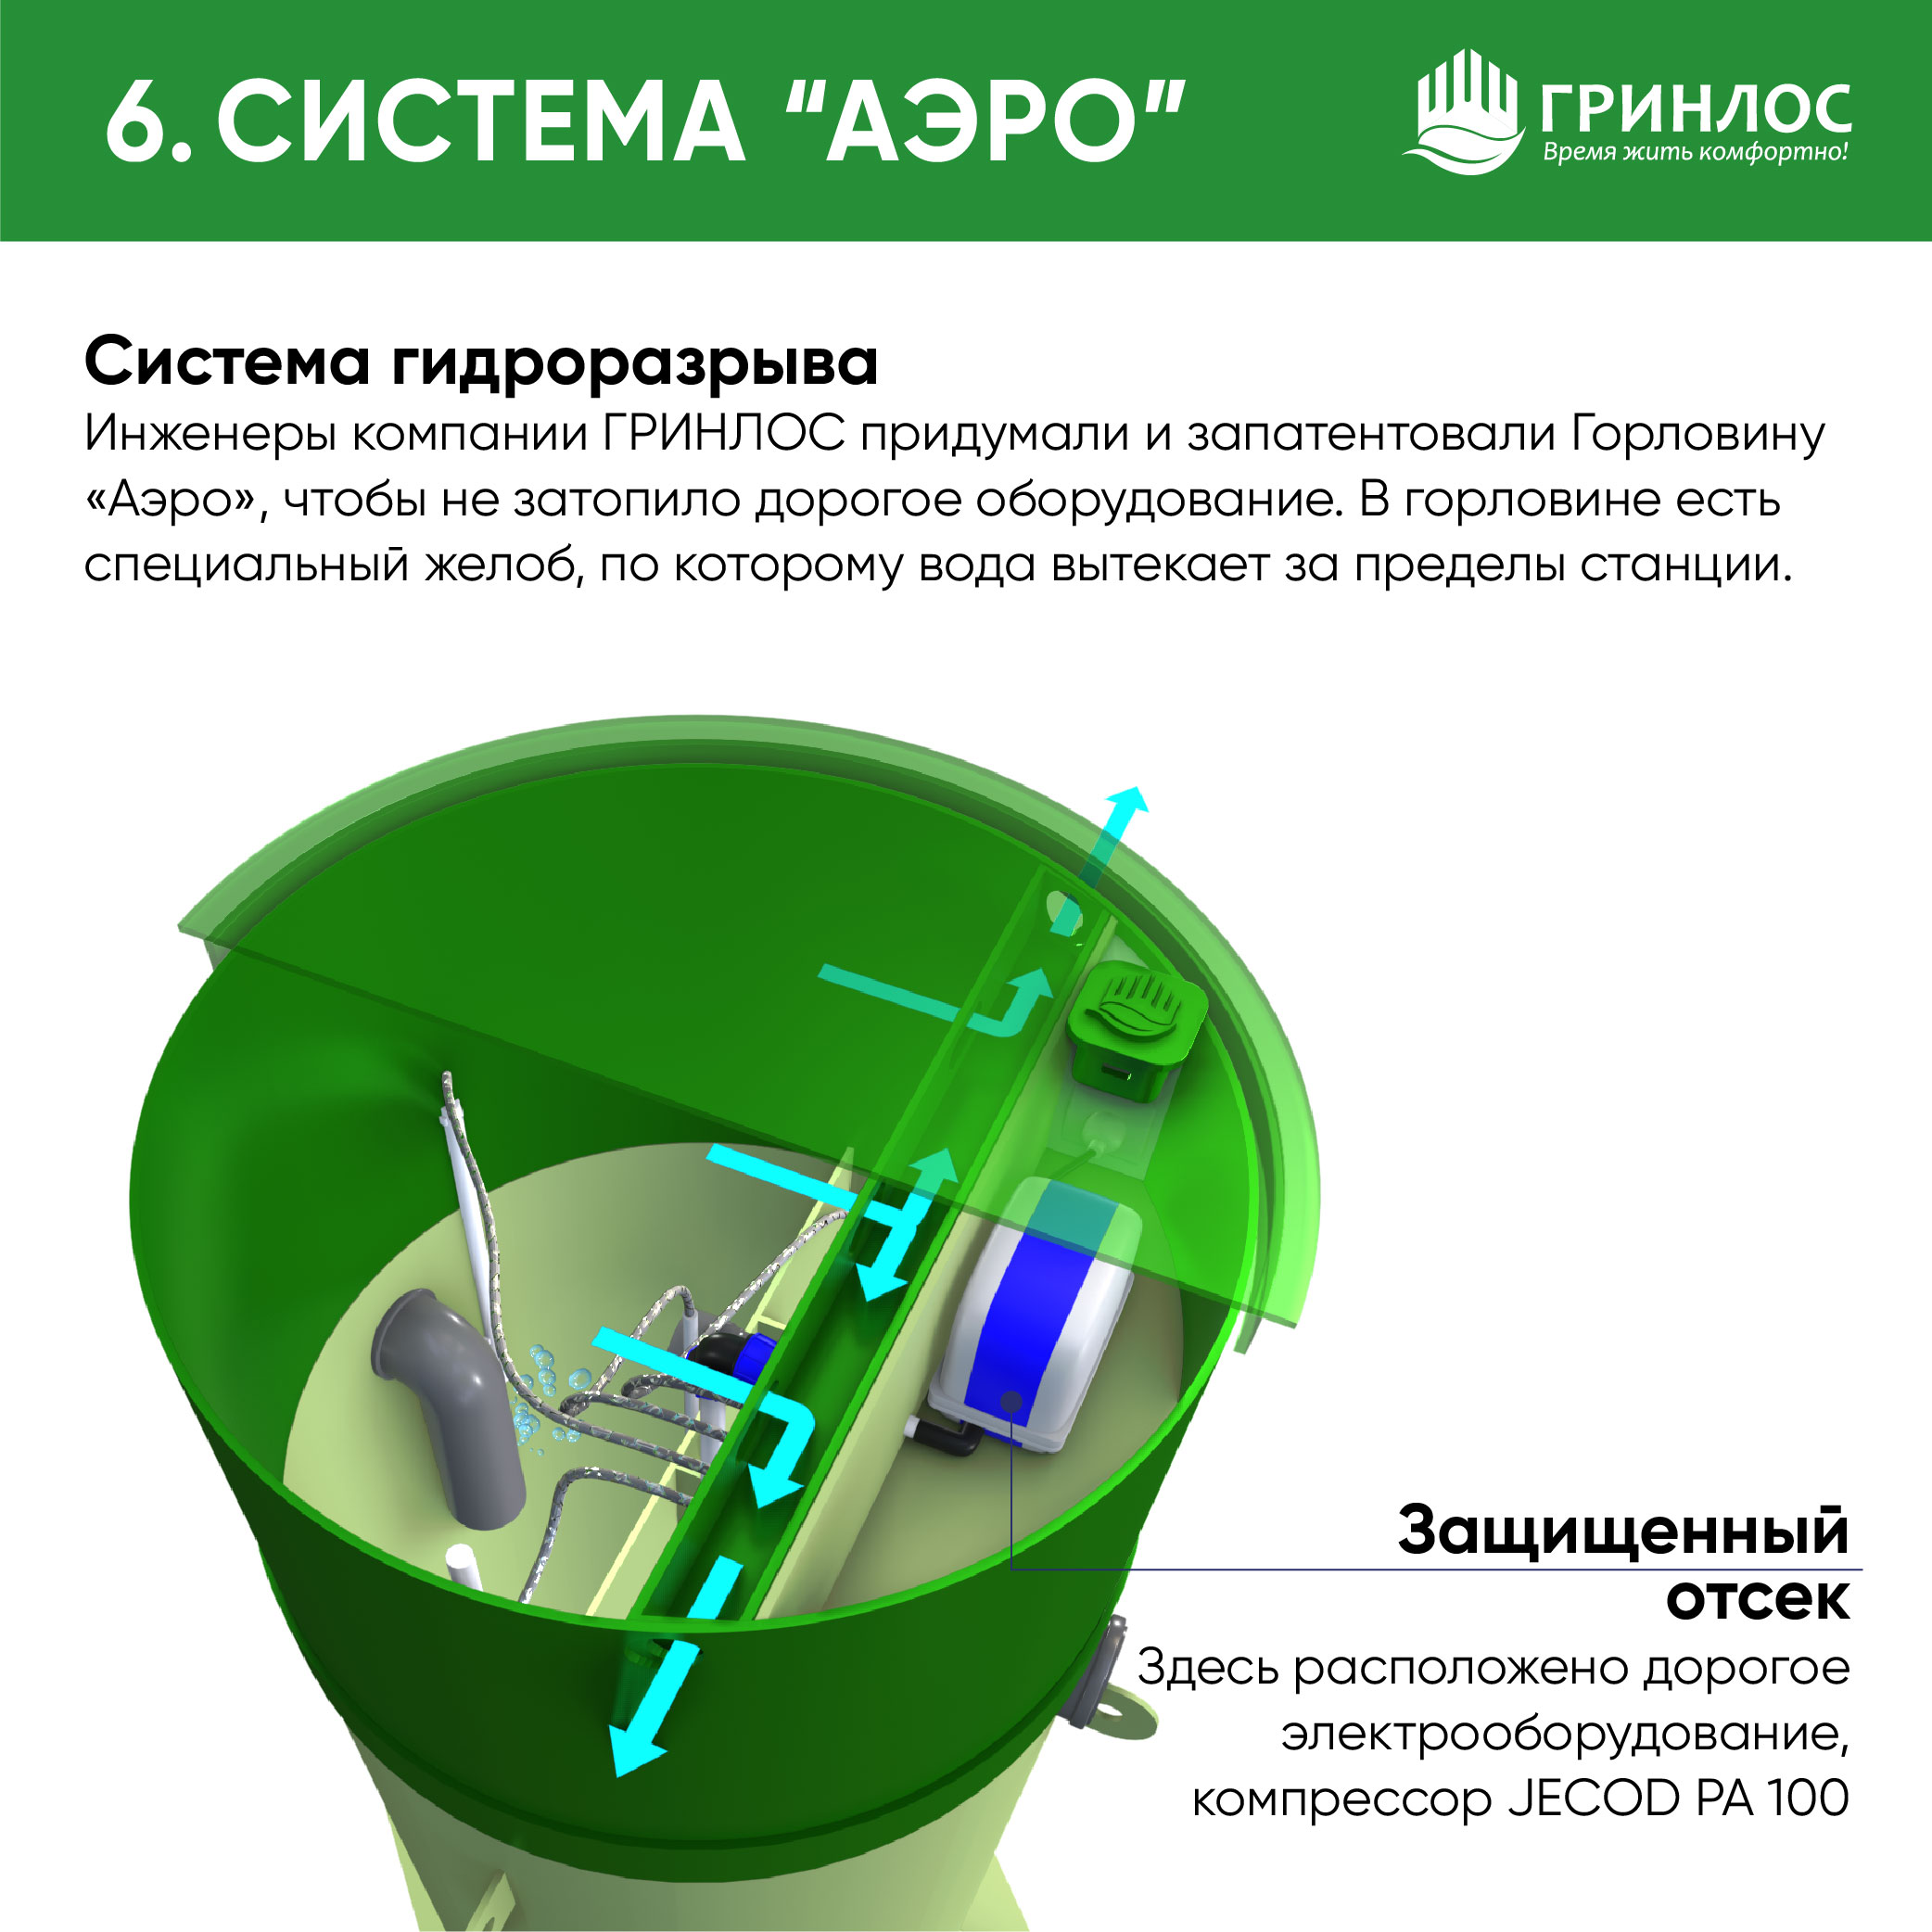 6. СИСТЕМА “АЭРО”
ГРИНЛОС
Время жить комфортно!
Система гидроразрыва
Инженеры компании ГРИНЛОС придумали и запатентовали Горловину
«Аэро», чтобы не затопило дорогое оборудование. В горловине есть
специальный желоб, по которому вода вытекает за пределы станции.
Защищенный
отсек
Здесь расположено дорогое
электрооборудование,
компрессор JECOD PA 100